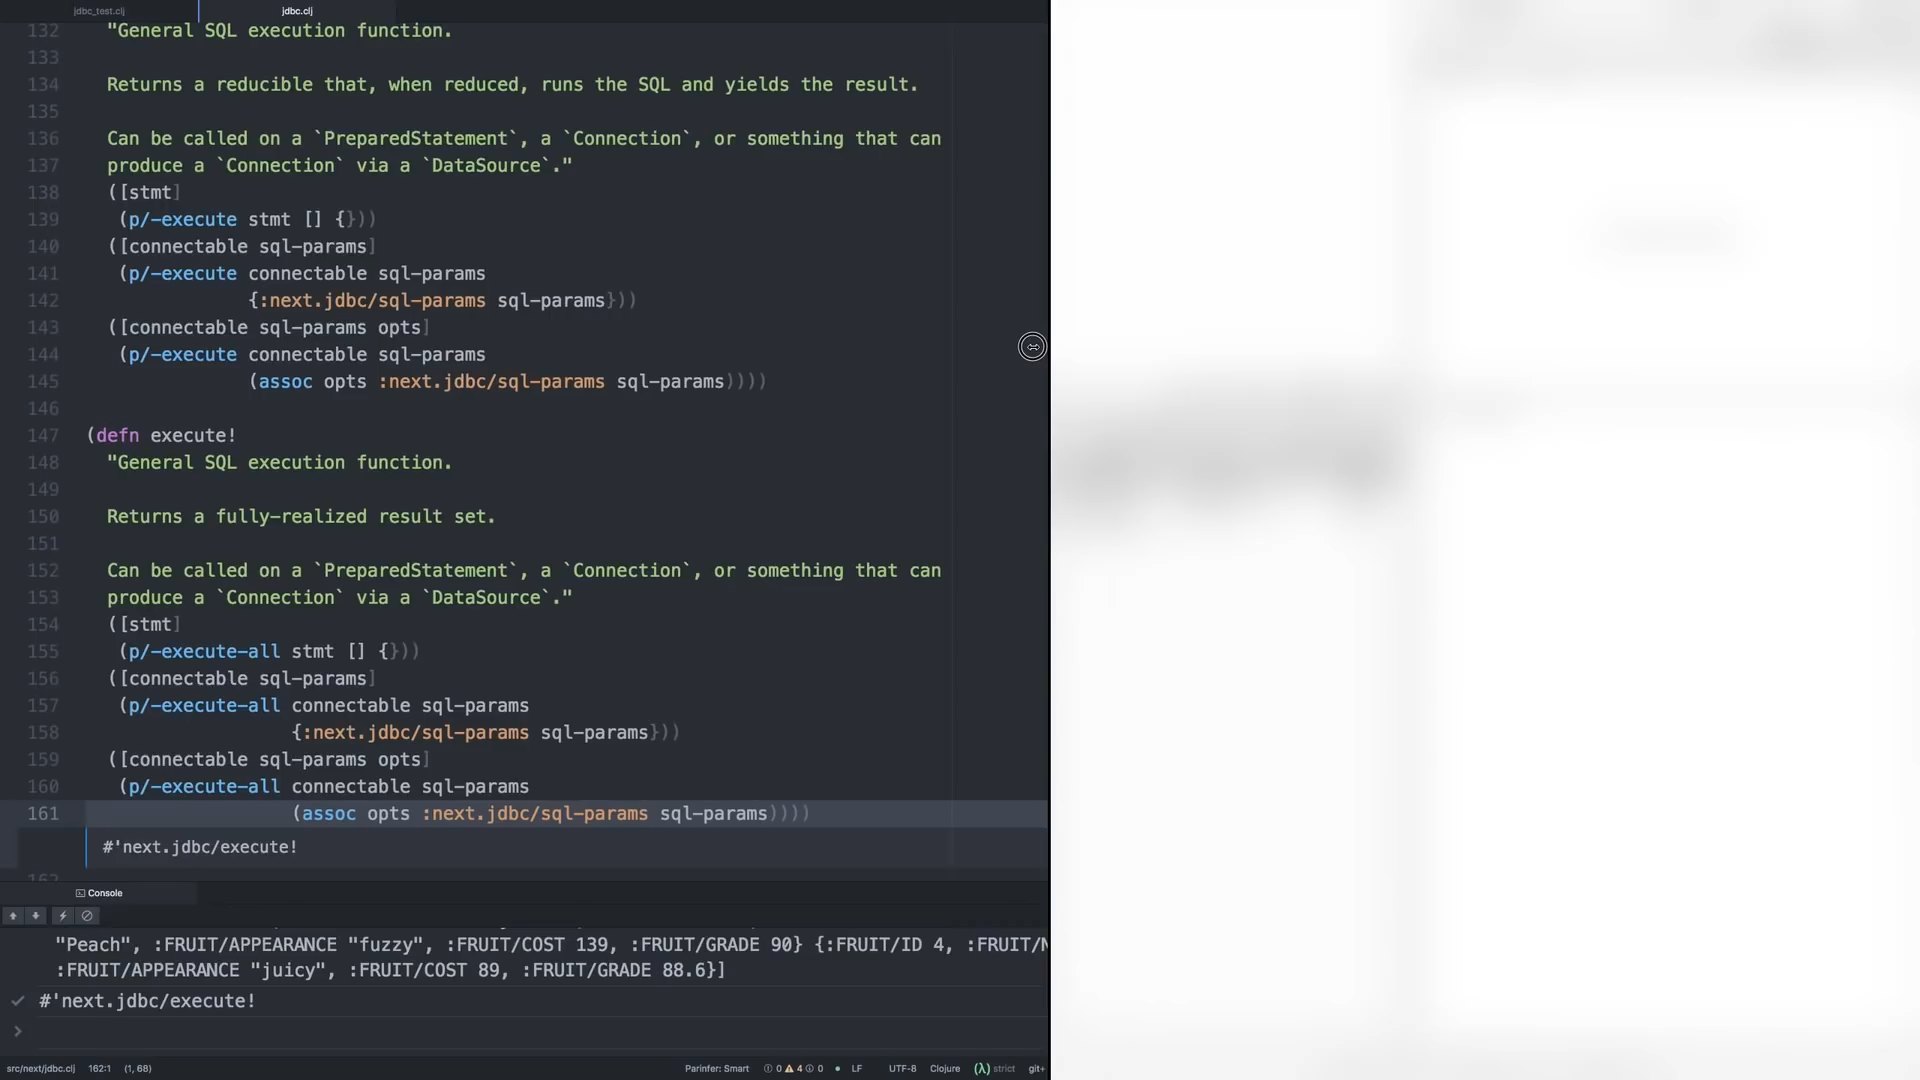 jdbc_test.clj
jdbc.clj
132 "General SQL execution function.
133
134 Returns a reducible that, when reduced, runs the SQL and yields the result.
135
136 Can be called on a `PreparedStatement`, a `Connection`, or something that can
137 produce a `Connection` via a `DataSource`."
138 ([stmt]
139 (p/-execute stmt [] {}))
140 ([connectable sql-params]
141 (p/-execute connectable sql-params
142 {:next.jdbc/sql-params sql-params}))
143 ([connectable sql-params opts]
144 (p/-execute connectable sql-params
145 (assoc opts :next.jdbc/sql-params sql-params))))
146
147 (defn execute!
148 "General SQL execution function.
149
150 Returns a fully-realized result set.
151
152 Can be called on a `PreparedStatement`, a `Connection`, or something that can
153 produce a `Connection` via a `DataSource`."
154 ([stmt]
155 (p/-execute-all stmt [] {}))
156 ([connectable sql-params]
157 (p/-execute-all connectable sql-params
158 {:next.jdbc/sql-params sql-params}))
159 ([connectable sql-params opts]
160 (p/-execute-all connectable sql-params
161 (assoc opts :next.jdbc/sql-params sql-params))))
#'next.jdbc/execute!
162
Console
"Peach", :FRUIT/APPEARANCE "fuzzy", :FRUIT/COST 139, :FRUIT/GRADE 90} {:FRUIT/ID 4, :FRUIT/N
:FRUIT/APPEARANCE "juicy", :FRUIT/COST 89, :FRUIT/GRADE 88.6}]
#'next.jdbc/execute!
src/next/jdbc.clj 162:1 (1, 68) Parinfer: Smart 0 4 0 LF UTF-8 Clojure (λ) strict git+